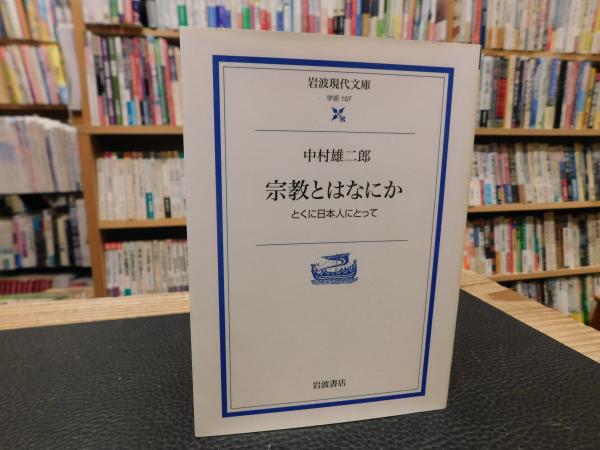 岩波現代文庫
学術 107
中村雄二郎
宗教とはなにか
とくに日本人にとって
岩波書店